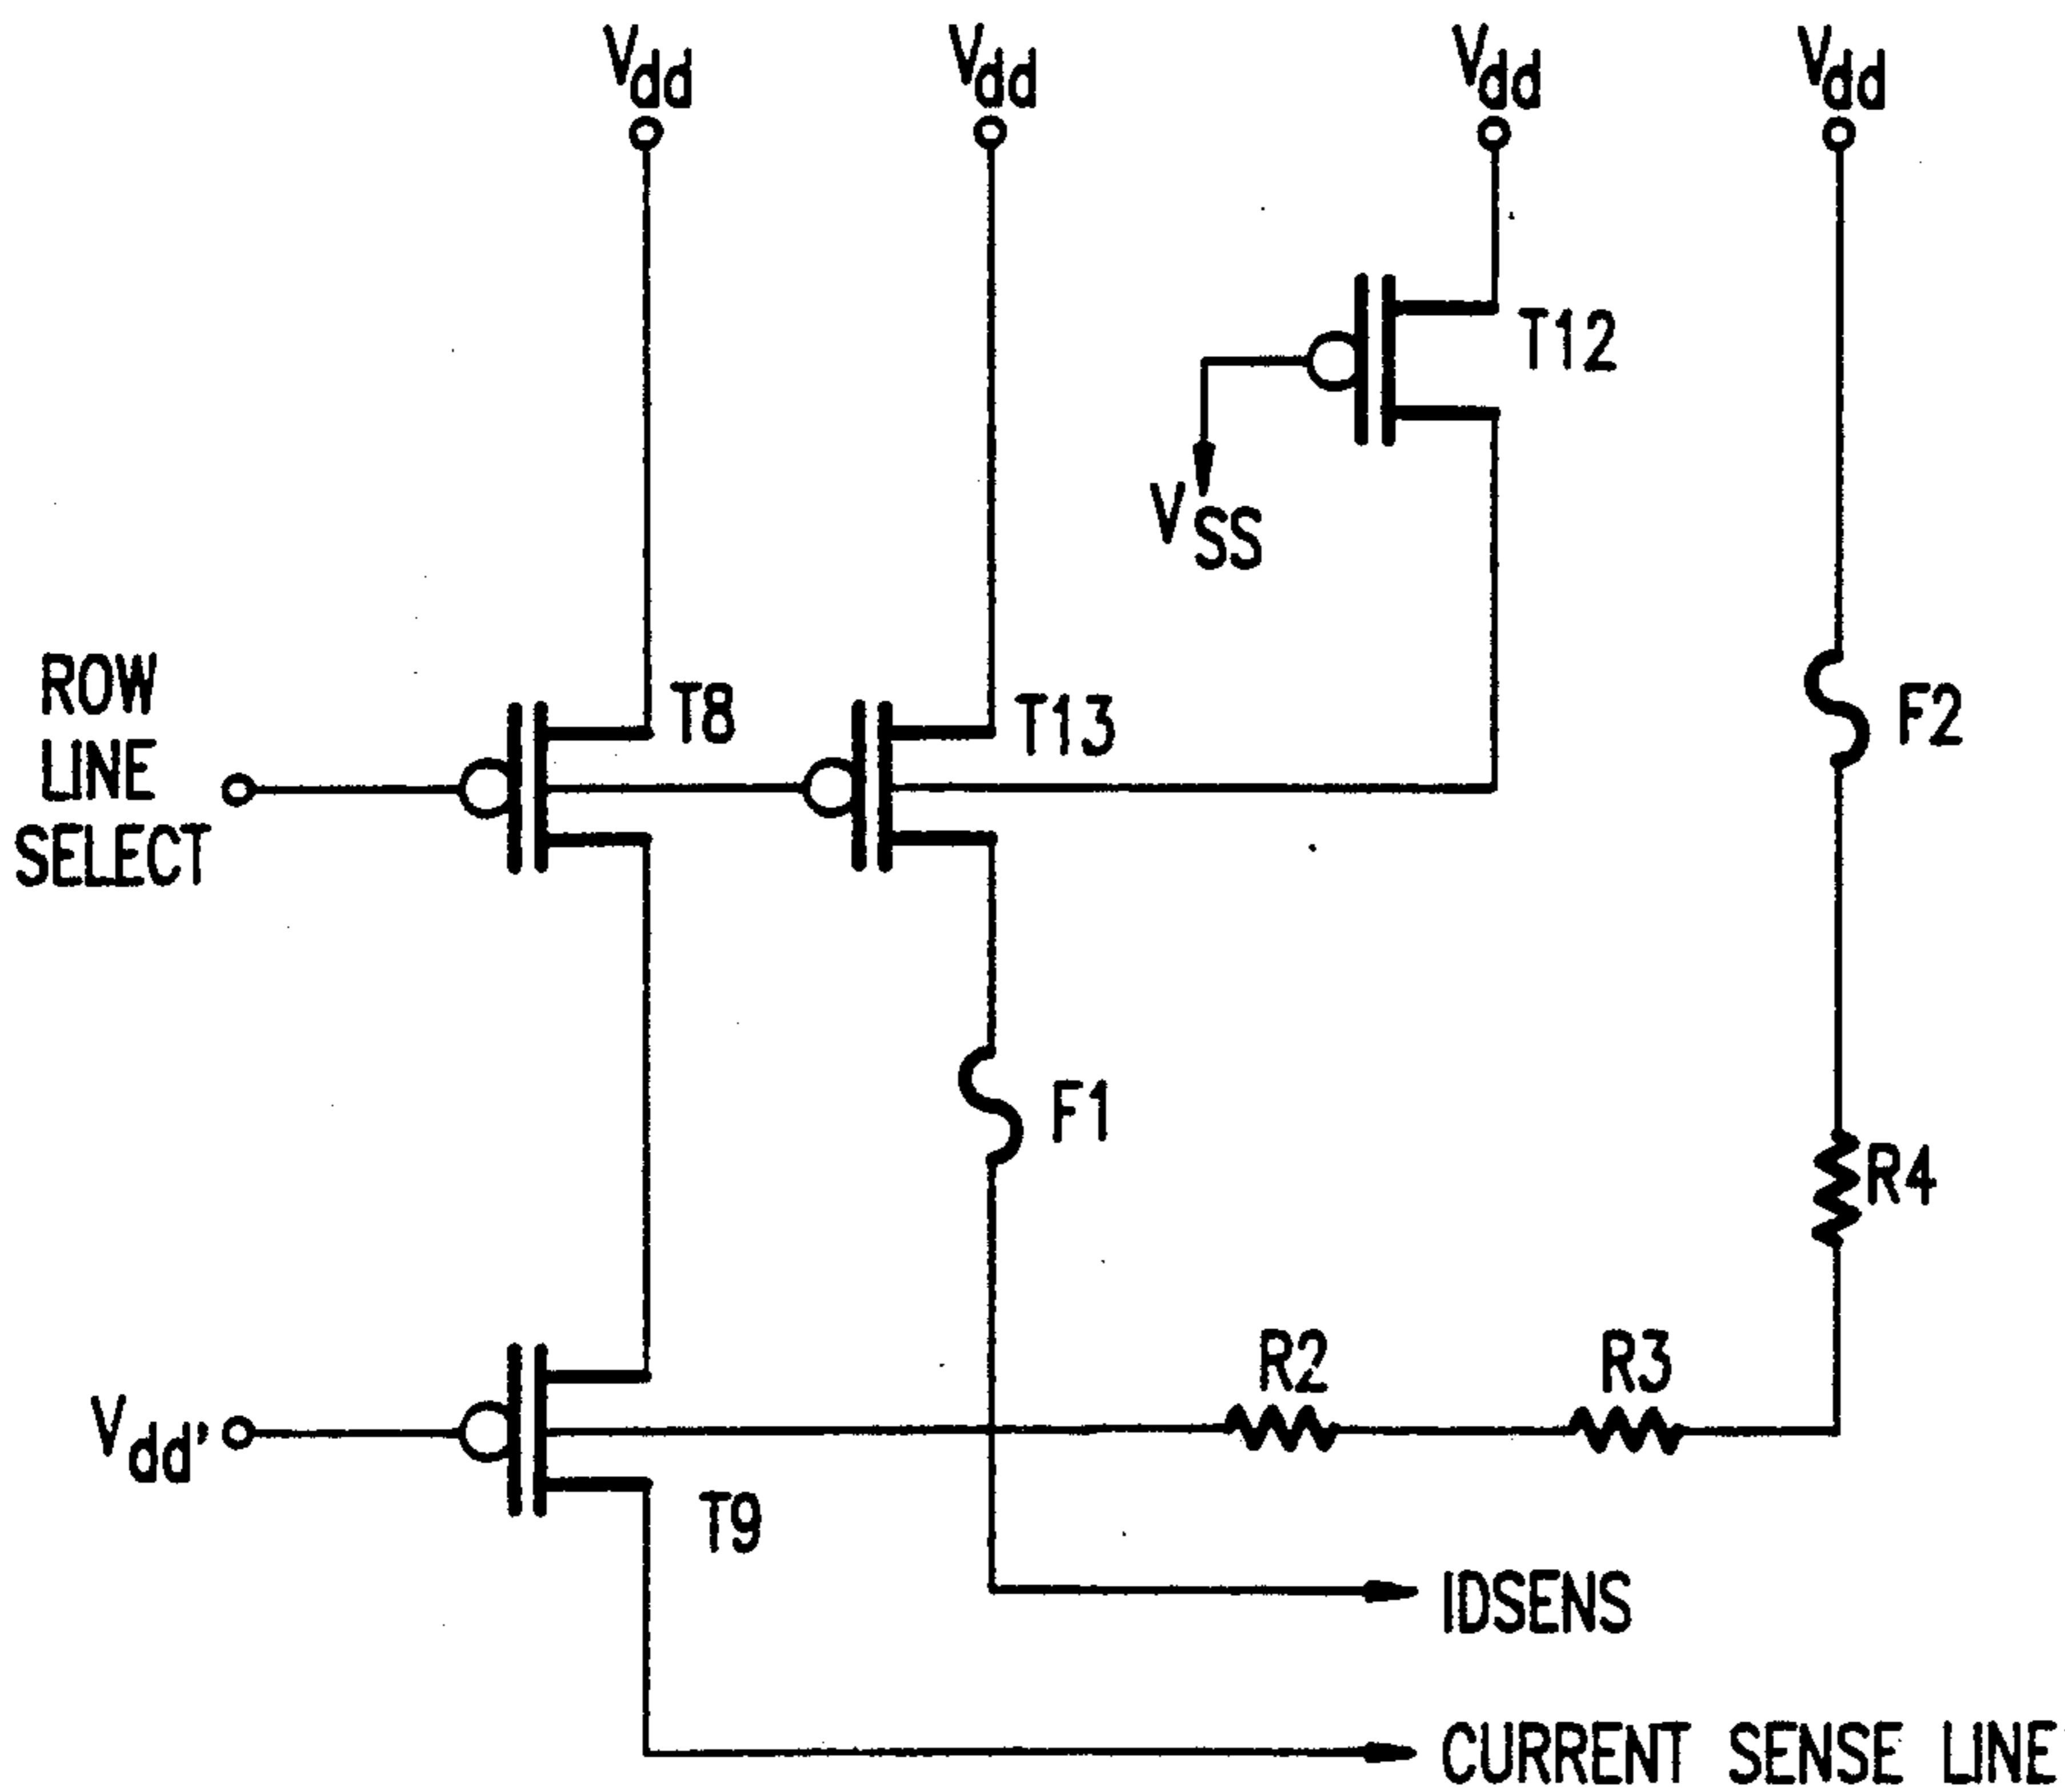 Vdd
Vdd
Vdd
Vdd
T12
VSS
ROW
LINE
SELECT
T8
T13
F2
F1
R4
R2
R3
Vdd'
T9
IDSENS
CURRENT SENSE LINE